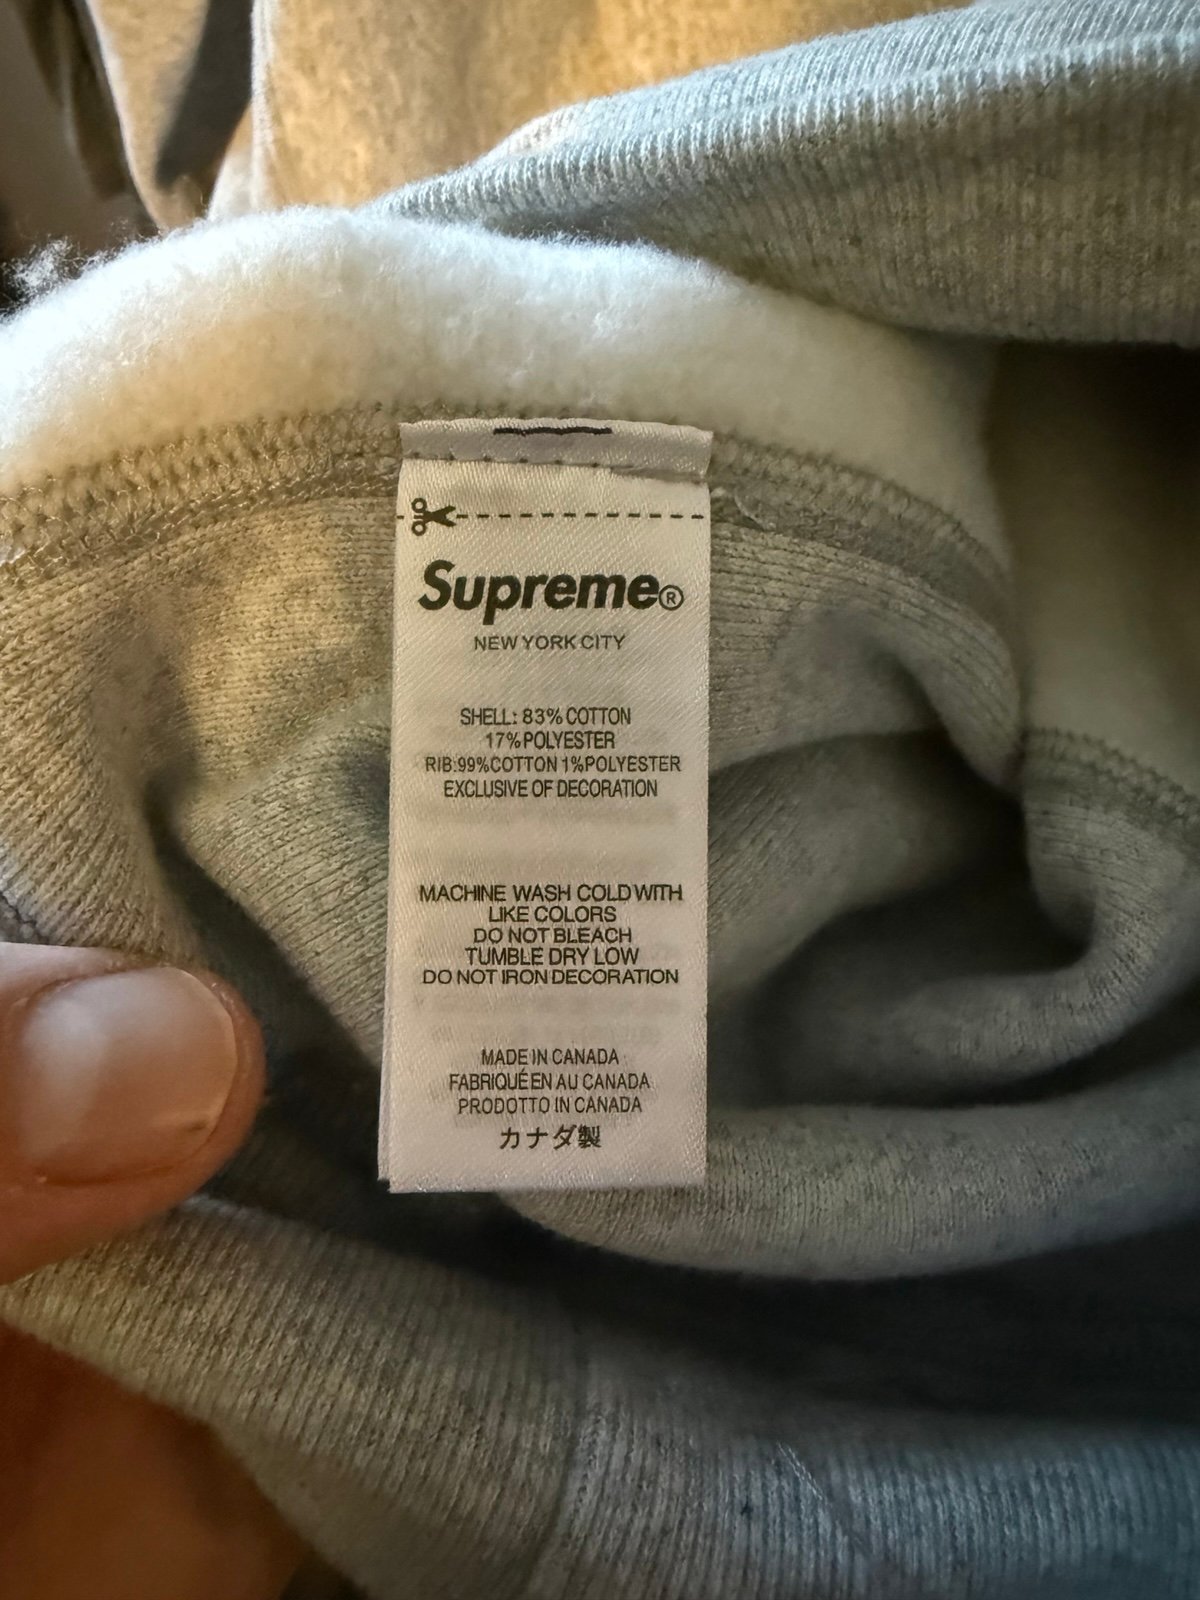 Supreme®
NEW YORK CITY
SHELL: 83% COTTON
17% POLYESTER
RIB:99%COTTON 1%POLYESTER
EXCLUSIVE OF DECORATION
MACHINE WASH COLD WITH
LIKE COLORS
DO NOT BLEACH
TUMBLE DRY LOW
DO NOT IRON DECORATION
MADE IN CANADA
FABRIQUÉ EN AU CANADA
PRODOTTO IN CANADA
カナダ製